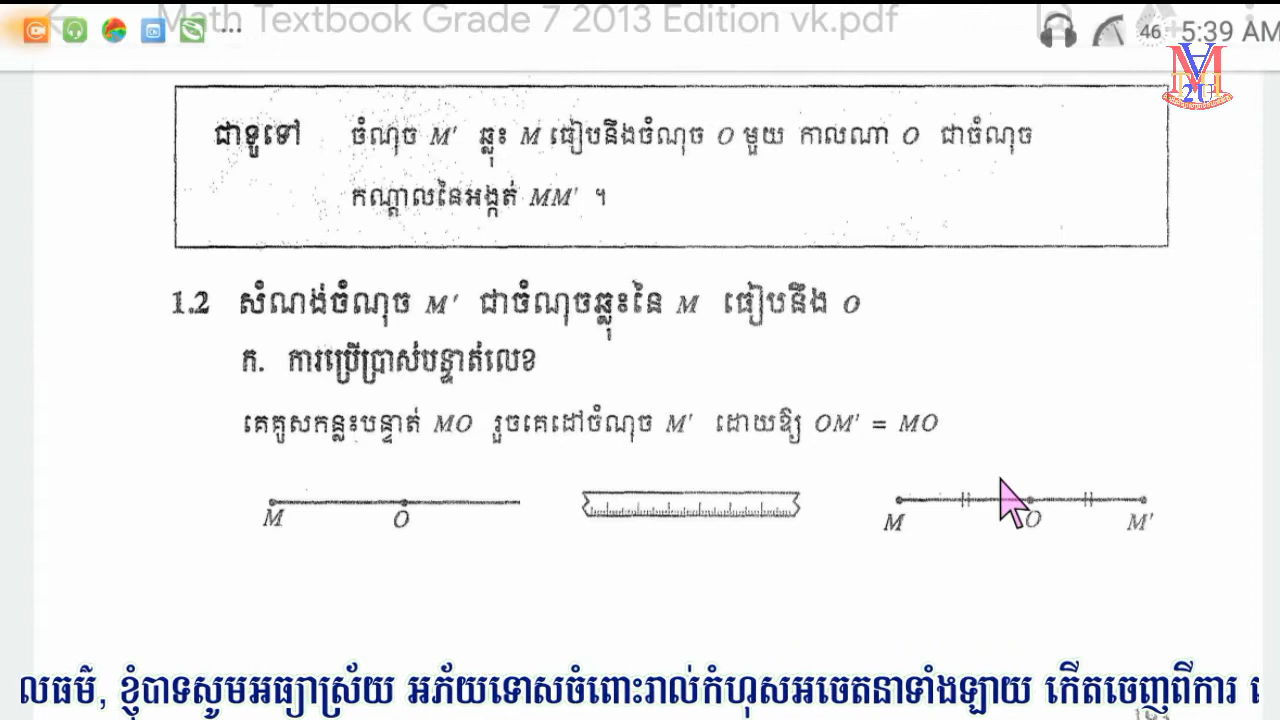 Math Textbook Grade 7 2013 Edition vk.pdf
46 5:39 AM
ជាទូទៅ ចំណុច M' ឆ្លុះ M ធៀបនឹងចំណុច O មួយ កាលណា O ជាចំណុច
កណ្ដាលនៃអង្កត់ MM' ។
1.2 សំណង់ចំណុច M' ជាចំណុចឆ្លុះនៃ M ធៀបនឹង O
ក. ការប្រើប្រាស់បន្ទាត់លេខ
គេគូសកន្លះបន្ទាត់ MO រួចគេដៅចំណុច M' ដោយឱ្យ OM' = MO
M O M O M'
លធម៌, ខ្ញុំបាទសូមអធ្យាស្រ័យ អភ័យទោសចំពោះរាល់កំហុសអចេតនាទាំងឡាយ កើតចេញពីការ